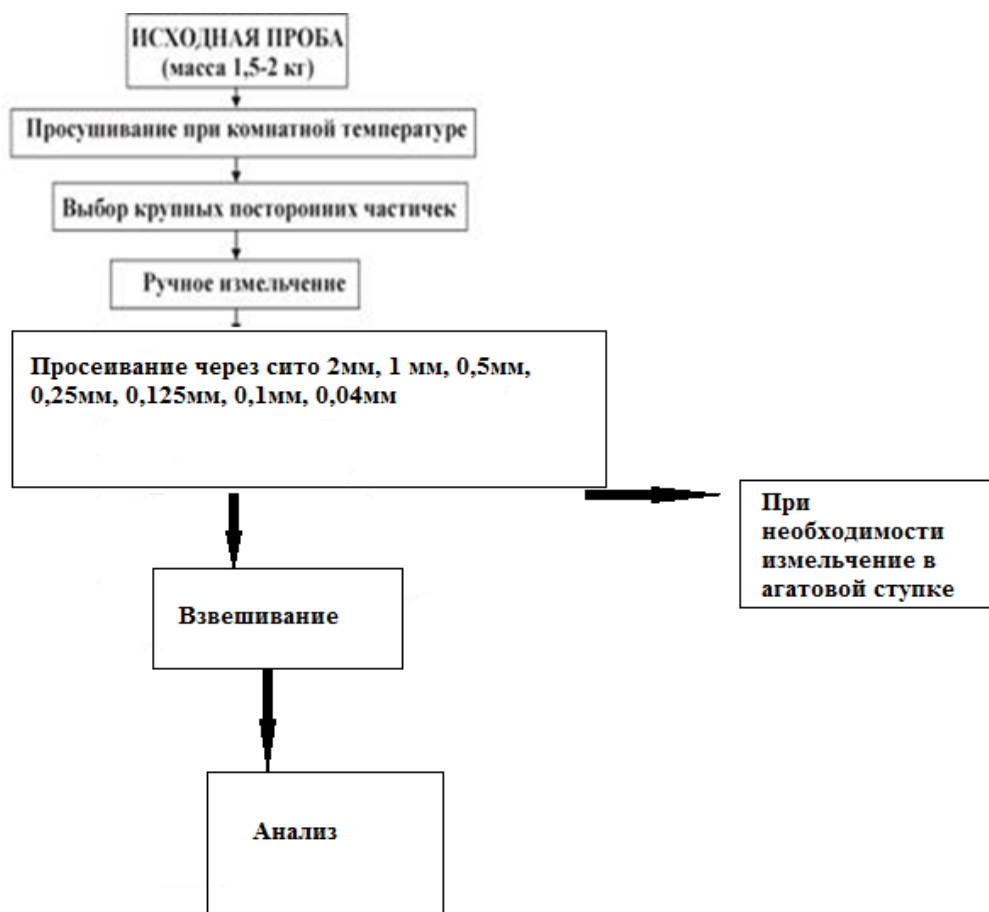 ИСХОДНАЯ ПРОБА
(масса 1,5-2 кг)
Просушивание при комнатной температуре
Выбор крупных посторонних частичек
Ручное измельчение
Просеивание через сито 2мм, 1 мм, 0,5мм,
0,25мм, 0,125мм, 0,1мм, 0,04мм
При
необходимости
измельчение в
агатовой ступке
Взвешивание
Анализ